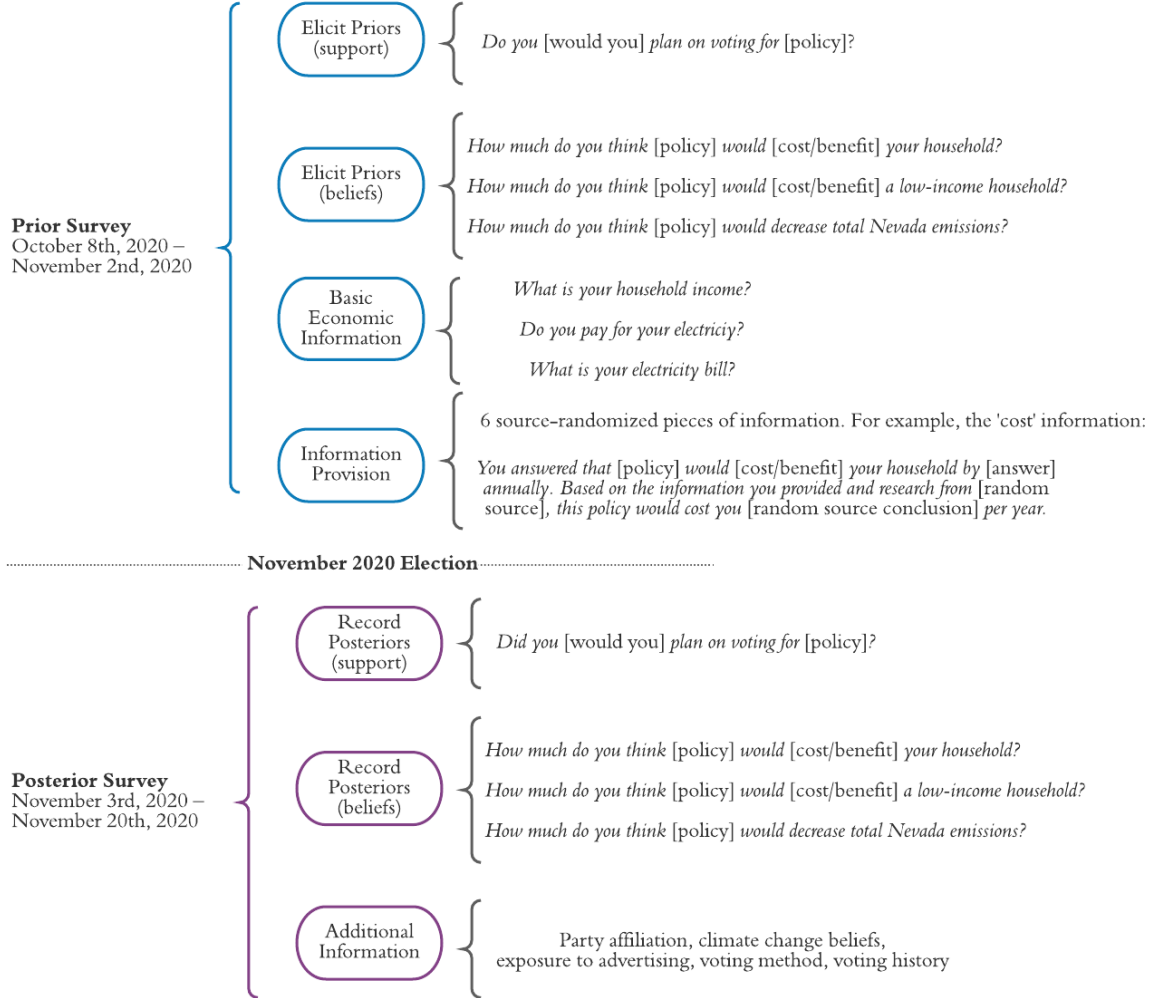 Elicit Priors
(support)
Do you [would you] plan on voting for [policy]?
Elicit Priors
(beliefs)
How much do you think [policy] would [cost/benefit] your household?
How much do you think [policy] would [cost/benefit] a low-income household?
How much do you think [policy] would decrease total Nevada emissions?
Prior Survey
October 8th, 2020 –
November 2nd, 2020
Basic
Economic
Information
What is your household income?
Do you pay for your electriciy?
What is your electricity bill?
Information
Provision
6 source-randomized pieces of information. For example, the 'cost' information:
You answered that [policy] would [cost/benefit] your household by [answer]
annually. Based on the information you provided and research from [random
source], this policy would cost you [random source conclusion] per year.
November 2020 Election
Record
Posteriors
(support)
Did you [would you] plan on voting for [policy]?
Posterior Survey
November 3rd, 2020 –
November 20th, 2020
Record
Posteriors
(beliefs)
How much do you think [policy] would [cost/benefit] your household?
How much do you think [policy] would [cost/benefit] a low-income household?
How much do you think [policy] would decrease total Nevada emissions?
Additional
Information
Party affiliation, climate change beliefs,
exposure to advertising, voting method, voting history